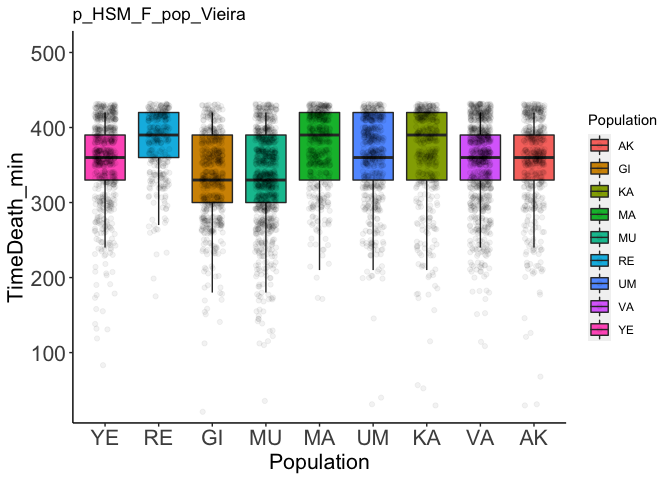 p_HSM_F_pop_Vieira
TimeDeath_min
500
400
300
200
100
YE RE GI MU MA UM KA VA AK
Population
Population
AK
GI
KA
MA
MU
RE
UM
VA
YE